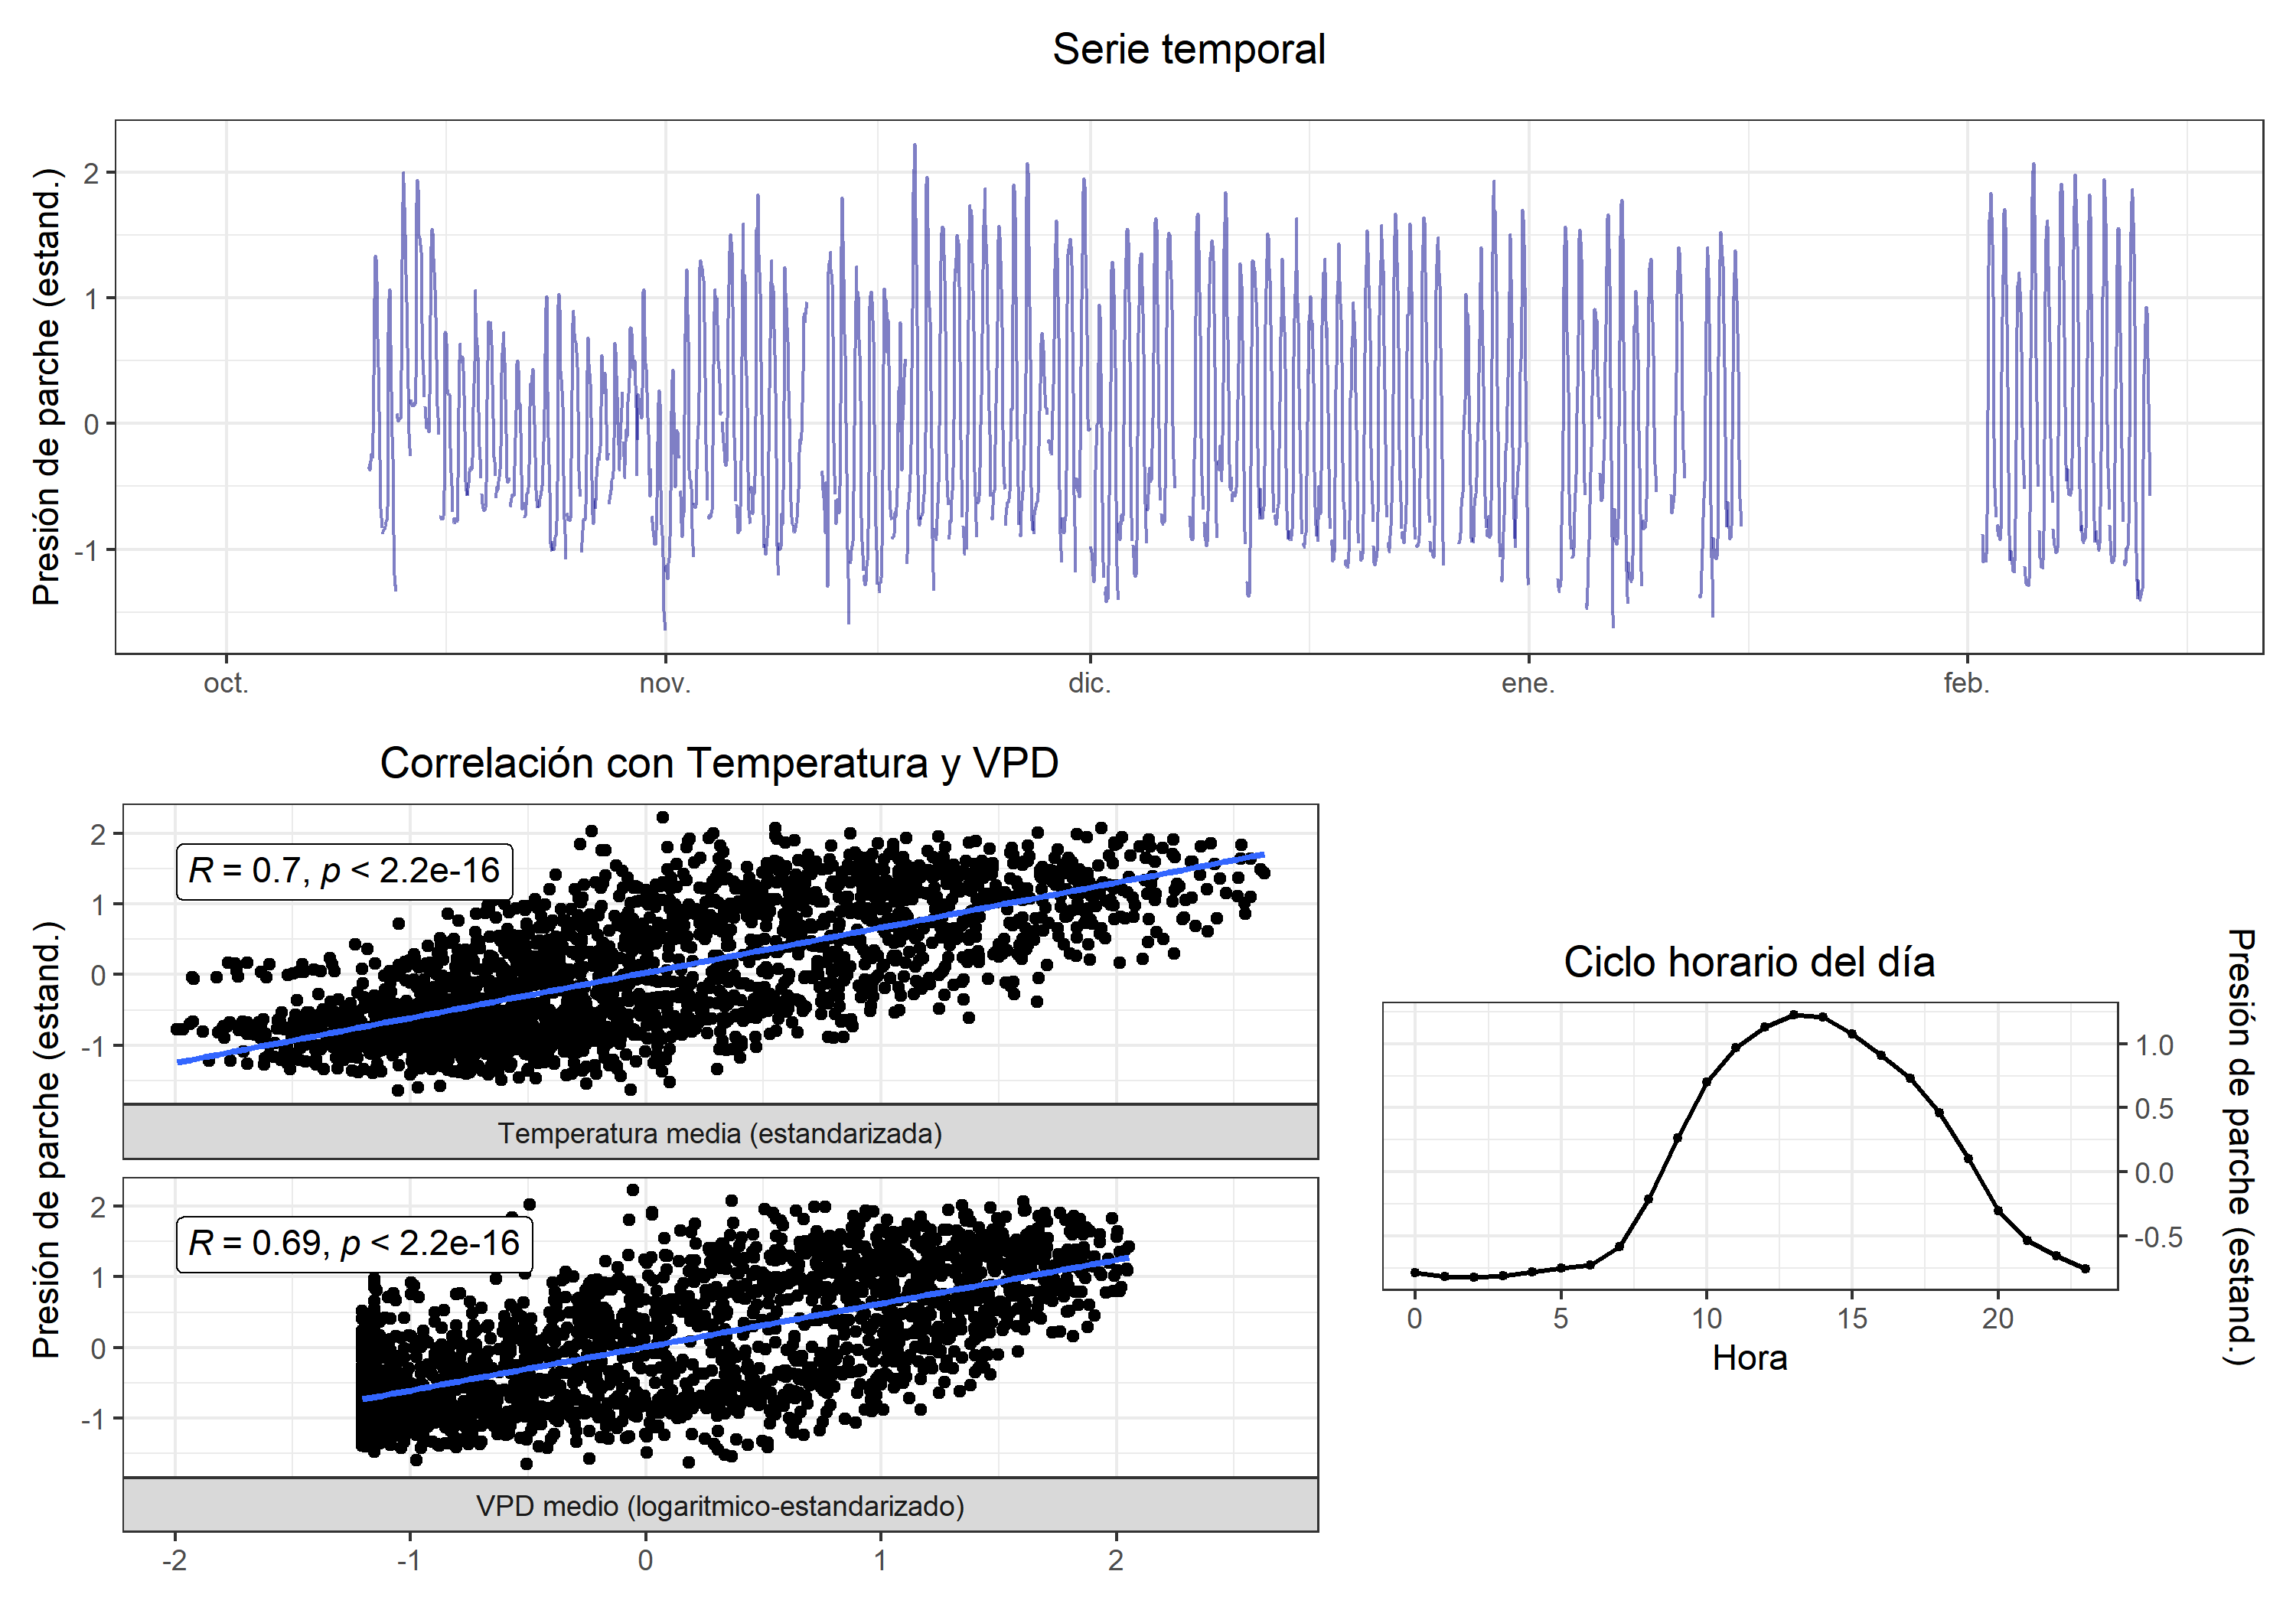 Serie temporal
Presión de parche (estand.)
2
1
0
-1
oct.
nov.
dic.
ene.
feb.
Correlación con Temperatura y VPD
Presión de parche (estand.)
2
1
0
-1
R = 0.7, p < 2.2e-16
Temperatura media (estandarizada)
2
1
0
-1
R = 0.69, p < 2.2e-16
VPD medio (logaritmico-estandarizado)
-2
-1
0
1
2
Ciclo horario del día
1.0
0.5
0.0
-0.5
Presión de parche (estand.)
0
5
10
15
20
Hora